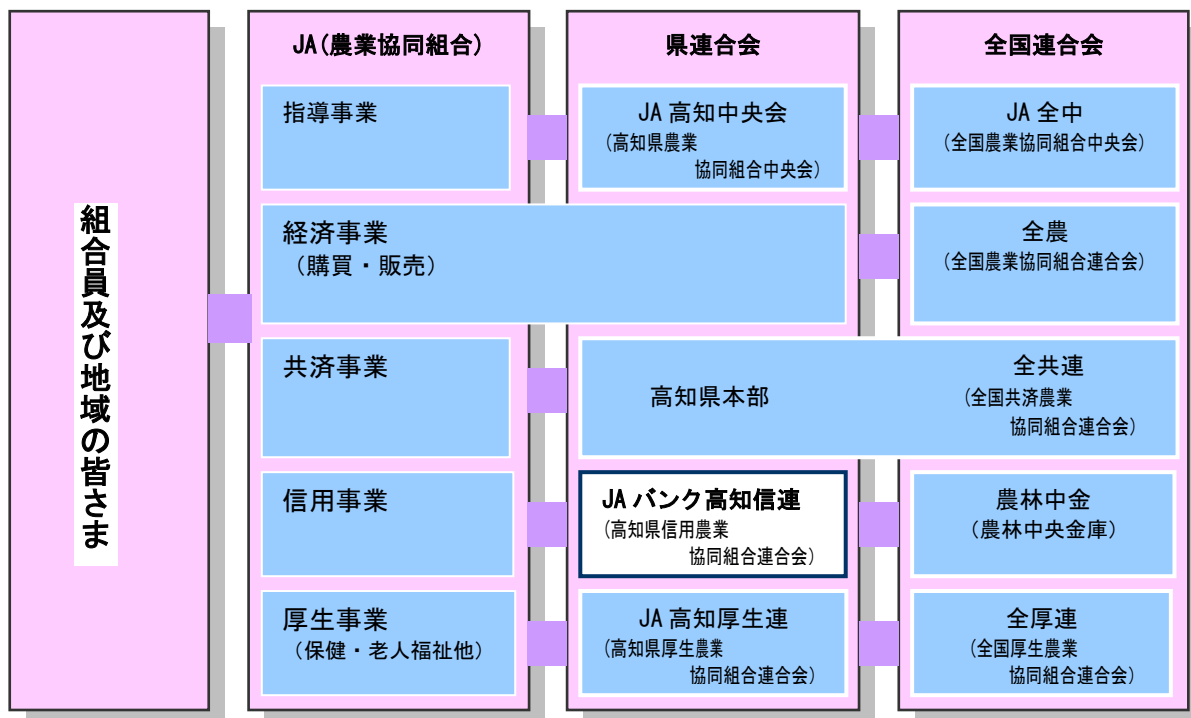 組合員及び地域の皆さま
JA(農業協同組合)
県連合会
全国連合会
指導事業
JA 高知中央会
(高知県農業
協同組合中央会)
JA 全中
(全国農業協同組合中央会)
経済事業
(購買・販売)
全農
(全国農業協同組合連合会)
共済事業
高知県本部
全共連
(全国共済農業
協同組合連合会)
信用事業
JA バンク高知信連
(高知県信用農業
協同組合連合会)
農林中金
(農林中央金庫)
厚生事業
(保健・老人福祉他)
JA 高知厚生連
(高知県厚生農業
協同組合連合会)
全厚連
(全国厚生農業
協同組合連合会)